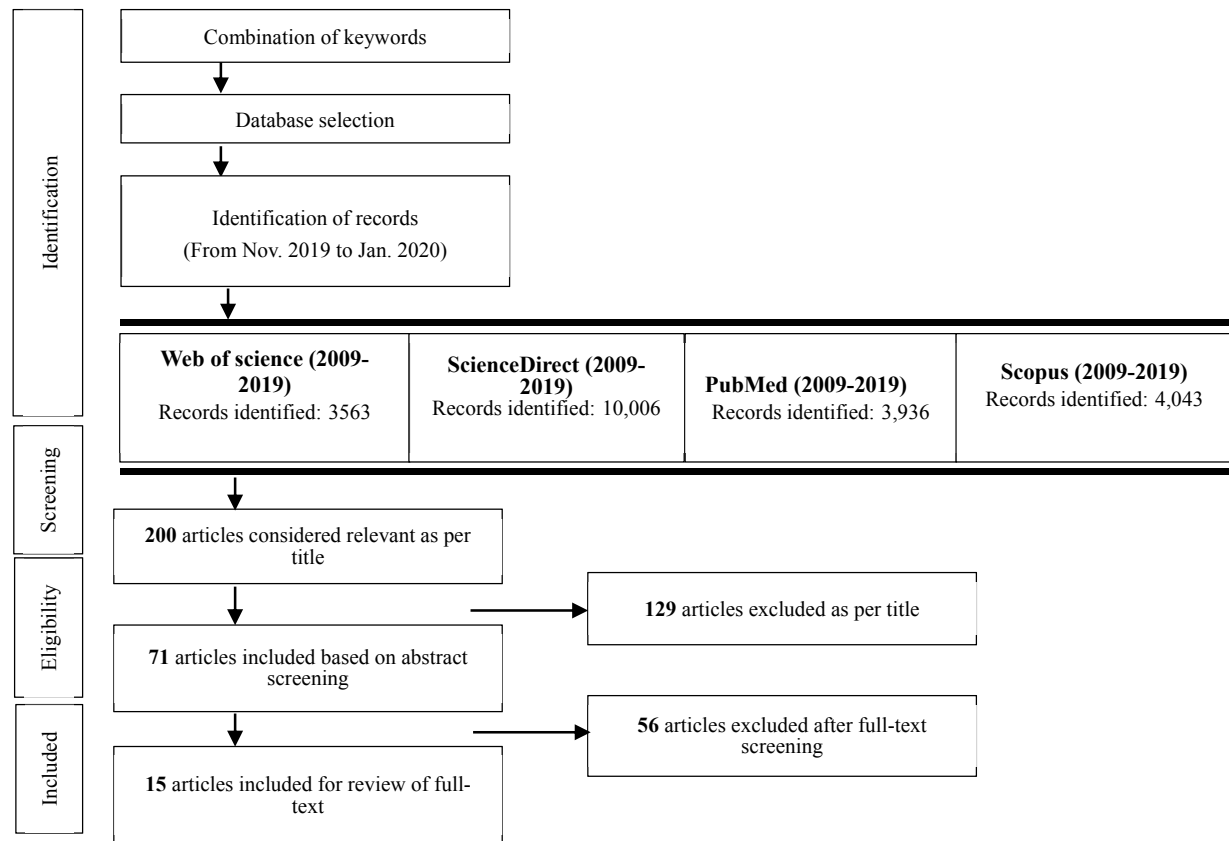 Identification
Combination of keywords
Database selection
Identification of records
(From Nov. 2019 to Jan. 2020)
Web of science (2009-
2019)
Records identified: 3563
ScienceDirect (2009-
2019)
Records identified: 10,006
PubMed (2009-2019)
Records identified: 3,936
Scopus (2009-2019)
Records identified: 4,043
Screening
200 articles considered relevant as per
title
Eligibility
129 articles excluded as per title
71 articles included based on abstract
screening
Included
56 articles excluded after full-text
screening
15 articles included for review of full-
text